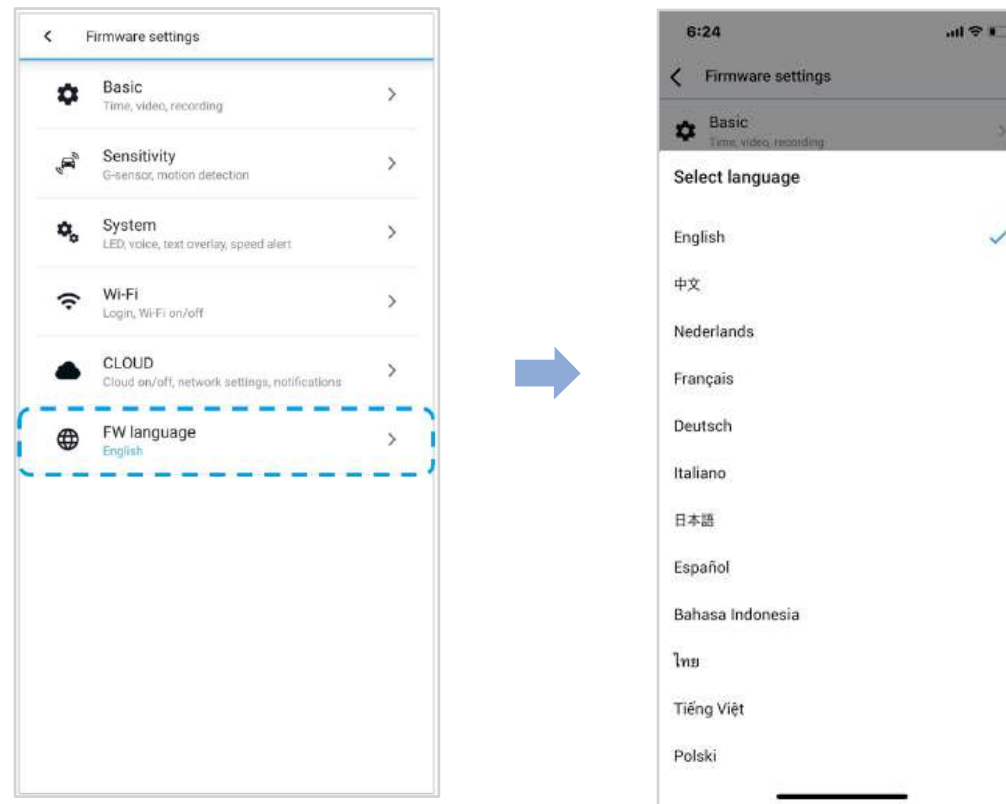 Firmware settings
Basic
Time, video, recording
Sensitivity
G-sensor, motion detection
System
LED, voice, text overlay, speed alert
Wi-Fi
Login, Wi-Fi on/off
CLOUD
Cloud on/off, network settings, notifications
FW language
English
6:24
Firmware settings
Basic
Time, video, recording
Select language
English
中文
Nederlands
Français
Deutsch
Italiano
日本語
Español
Bahasa Indonesia
ไทย
Tiếng Việt
Polski